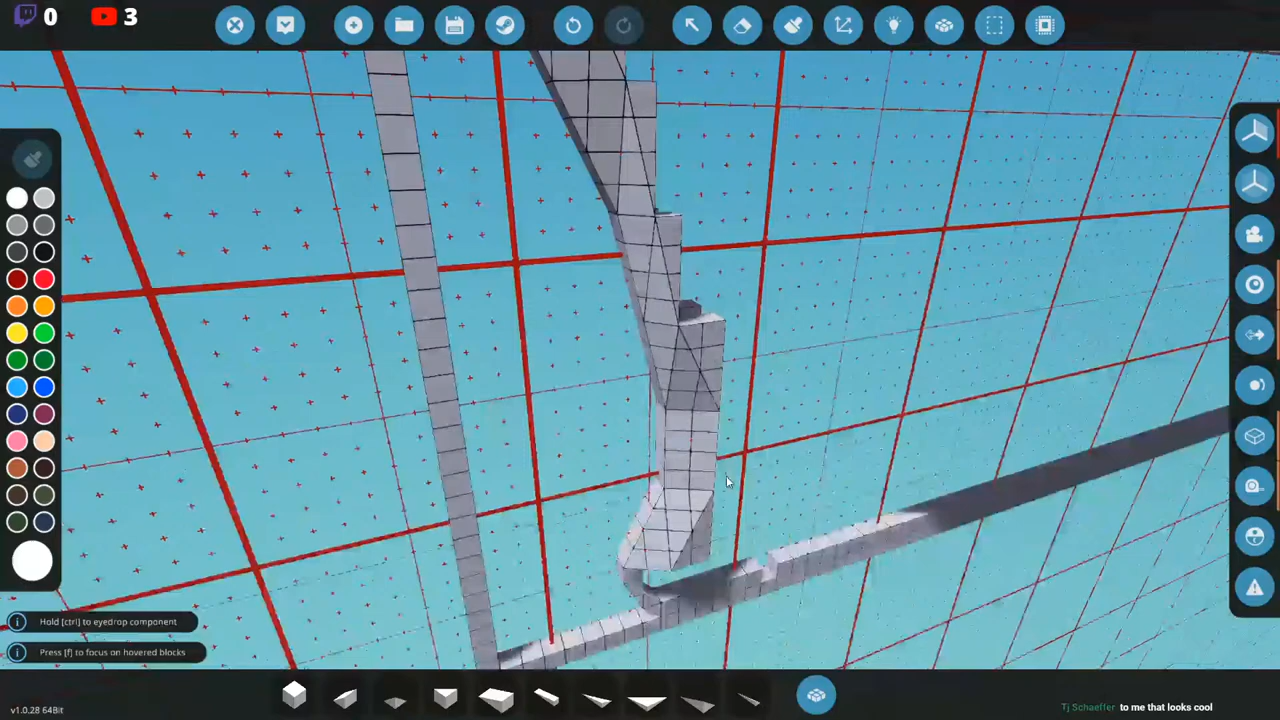 0 3
Hold [ctrl] to eyedrop component
Press [f] to focus on hovered blocks
v1.0.28 64Bit
Tj Schaeffer to me that looks cool